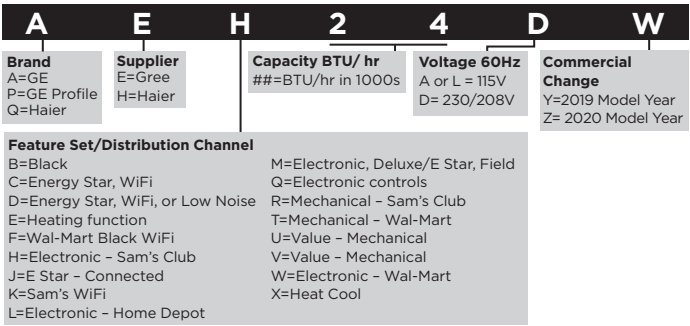 A E H 2 4 D W
Brand
A=GE
P=GE Profile
Q=Haier
Supplier
E=Gree
H=Haier
Capacity BTU/ hr
##=BTU/hr in 1000s
Voltage 60Hz
A or L = 115V
D= 230/208V
Commercial
Change
Y=2019 Model Year
Z= 2020 Model Year
Feature Set/Distribution Channel
B=Black
C=Energy Star, WiFi
D=Energy Star, WiFi, or Low Noise
E=Heating function
F=Wal-Mart Black WiFi
H=Electronic – Sam's Club
J=E Star – Connected
K=Sam's WiFi
L=Electronic – Home Depot
M=Electronic, Deluxe/E Star, Field
Q=Electronic controls
R=Mechanical – Sam's Club
T=Mechanical – Wal-Mart
U=Value – Mechanical
V=Value – Mechanical
W=Electronic – Wal-Mart
X=Heat Cool